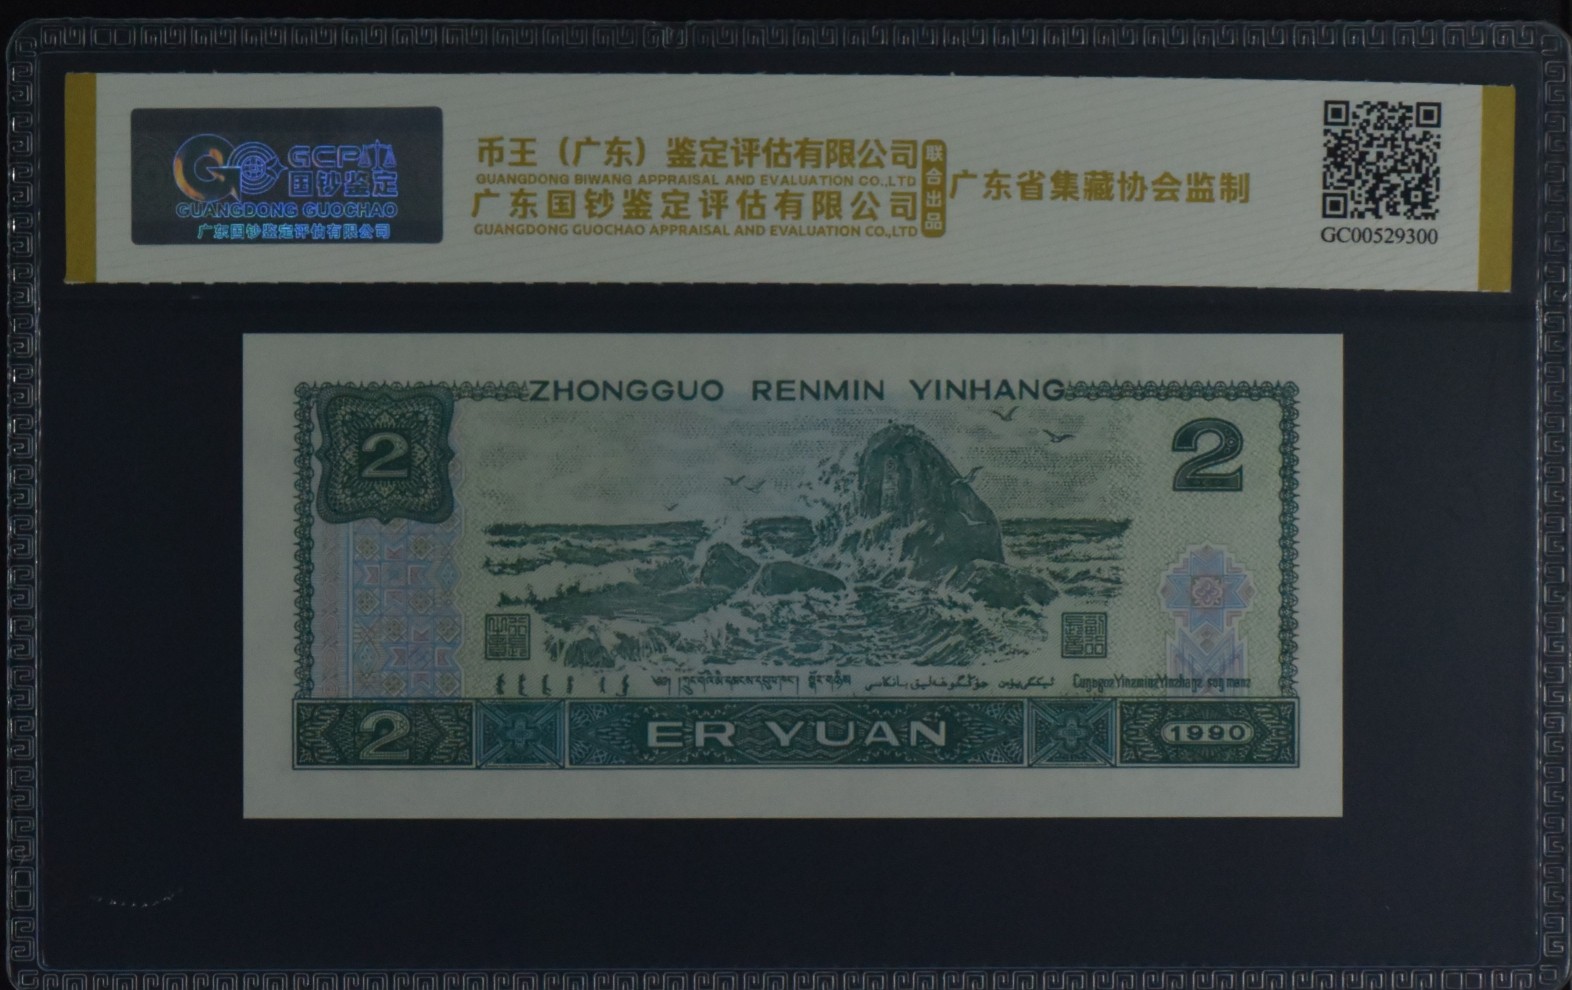 GCP
国钞鉴定
GUANGDONG GUOCHAO
广东国钞鉴定评估有限公司
币王（广东）鉴定评估有限公司
GUANGDONG BIWANG APPRAISAL AND EVALUATION CO.,LTD
广东国钞鉴定评估有限公司
GUANGDONG GUOCHAO APPRAISAL AND EVALUATION CO.,LTD
联合出品
广东省集藏协会监制
GC00529300
ZHONGGUO RENMIN YINHANG
2
2
2
ER YUAN
1990